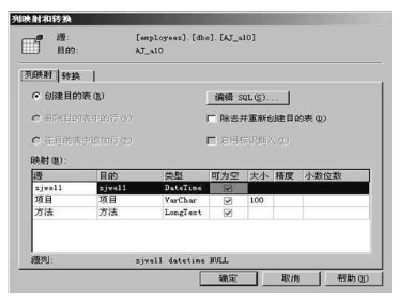 列映射和转换
源: [employees].[dbo].[AJ_a10]
目的: AJ_a10
列映射 转换
创建目的表(R) 编辑 SQL(S)...
删除目的表中的行(X) 除去并重新创建目的表(D)
在目的表中追加行(O) 启用标识插入(E)
映射(M):
源 目的 类型 可为空 大小 精度 小数位数
sjwell sjwell DateTime
项目 项目 VarChar 100
方法 方法 LongText
源列: sjwell datetime NULL
确定 取消 帮助(H)